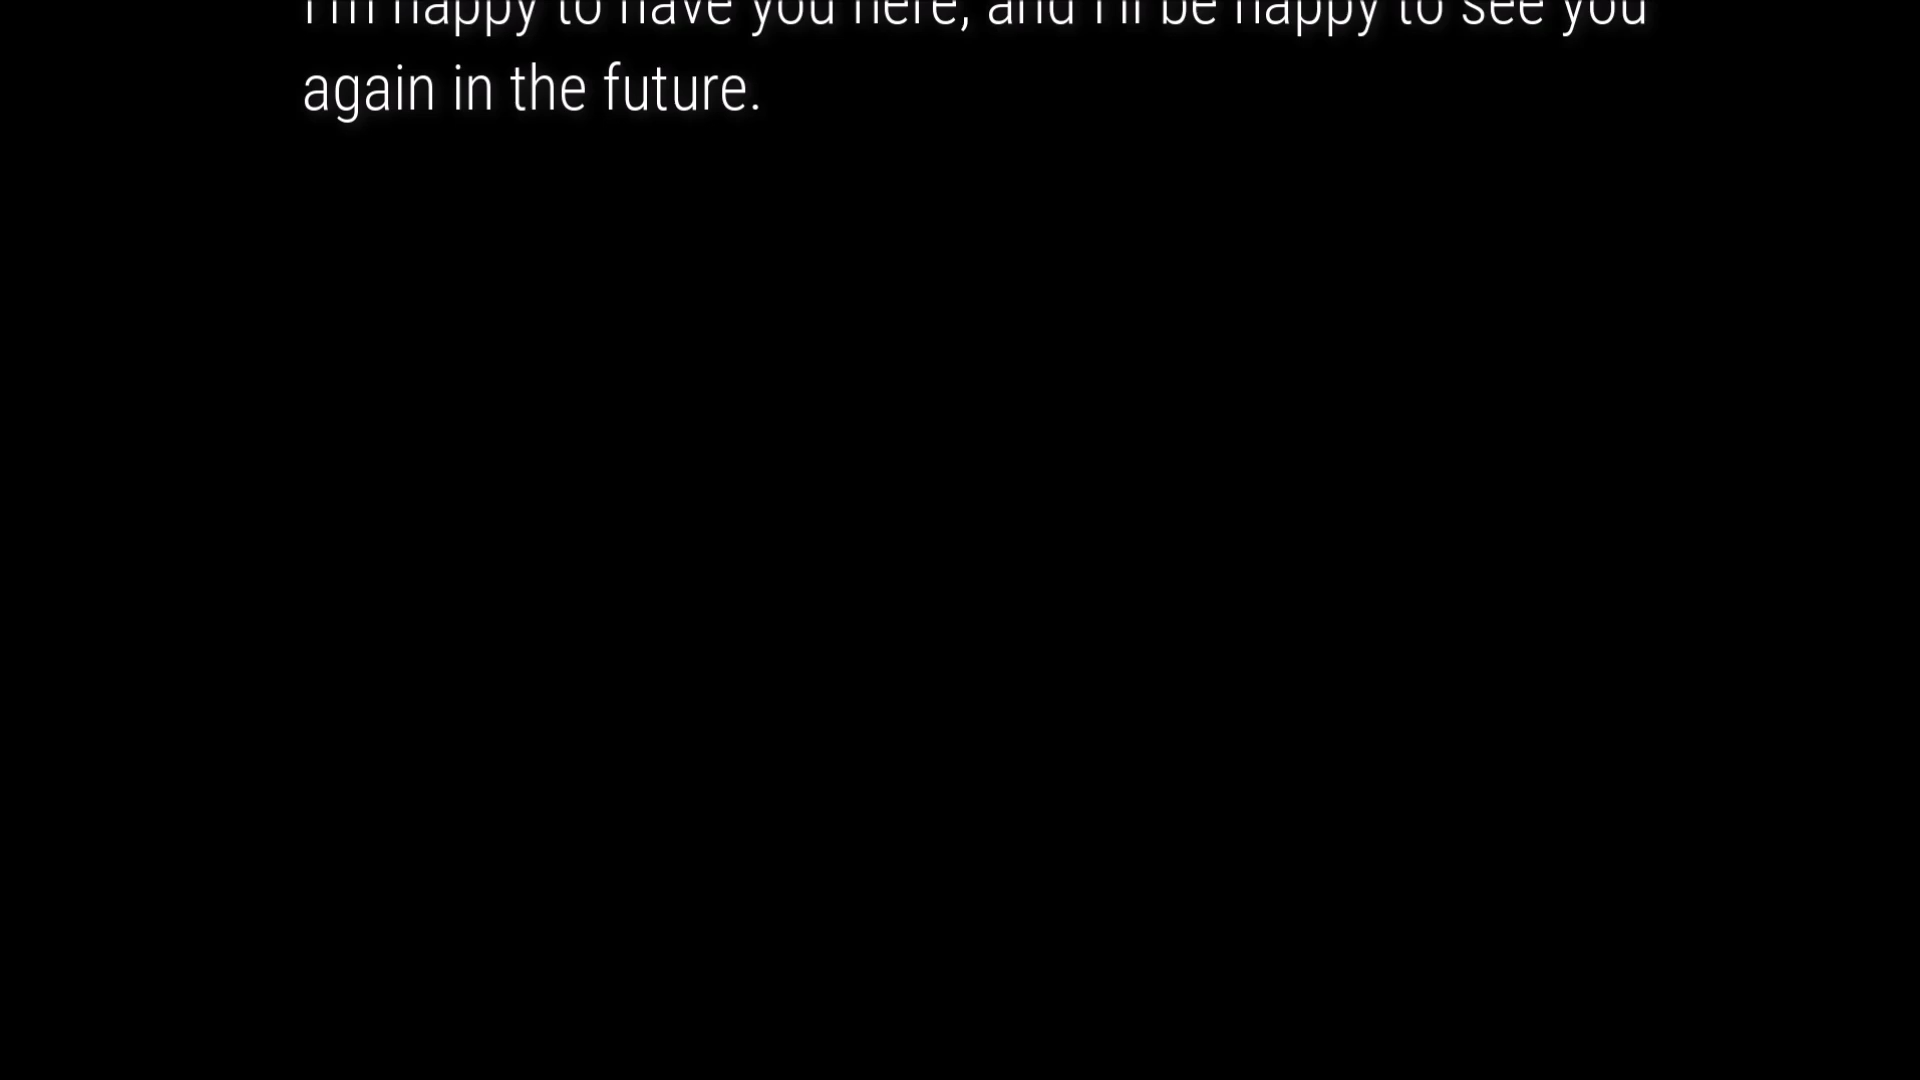 I'm happy to have you here, and I'll be happy to see you
again in the future.